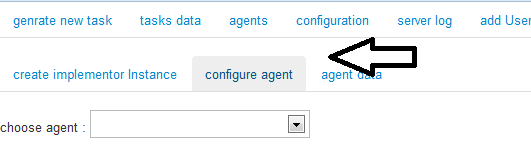 genrate new task tasks data agents configuration server log add User
create implementor Instance configure agent agent data
choose agent :